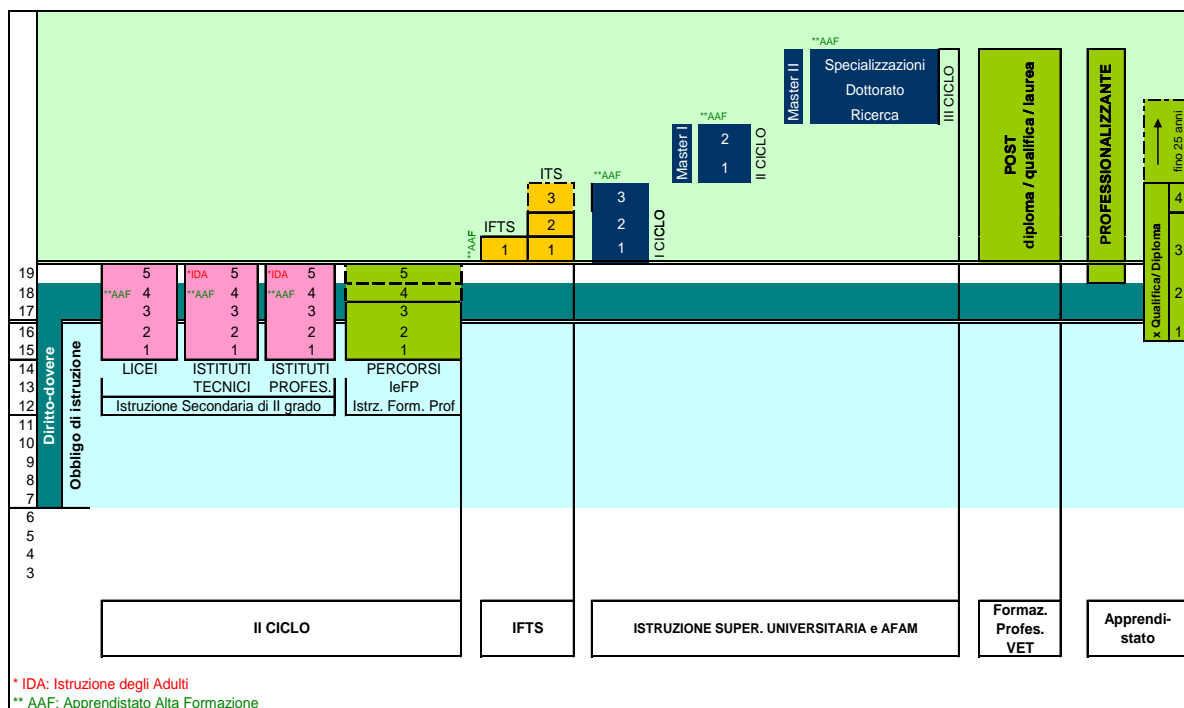 **AAF
Master II
Specializzazioni
Dottorato
Ricerca
III CICLO
POST
diploma / qualifica / laurea
PROFESSIONALIZZANTE
fino 25 anni
**AAF
Master I
2
1
II CICLO
ITS
3
2
1
IFTS
1
**AAF
**AAF
3
2
1
I CICLO
x Qualifica/ Diploma
4
3
2
1
19
18
17
16
15
14
13
12
11
10
9
8
7
6
5
4
3
Diritto-dovere
Obbligo di istruzione
5
**AAF 4
3
2
1
LICEI
*IDA 5
**AAF 4
3
2
1
ISTITUTI
TECNICI
*IDA 5
**AAF 4
3
2
1
ISTITUTI
PROFES.
Istruzione Secondaria di II grado
5
4
3
2
1
PERCORSI
IeFP
Istrz. Form. Prof
II CICLO
IFTS
ISTRUZIONE SUPER. UNIVERSITARIA e AFAM
Formaz.
Profes.
VET
Apprendi-
stato
* IDA: Istruzione degli Adulti
** AAF: Apprendistato Alta Formazione